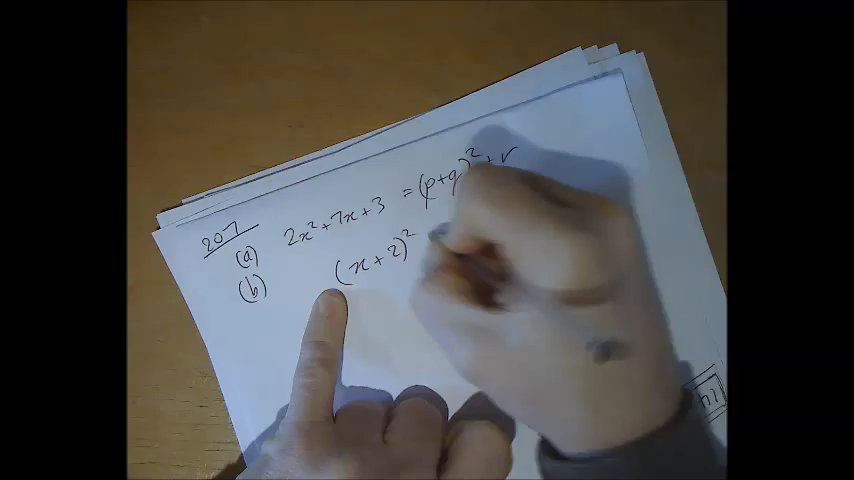 207
(a) 2x² + 7x + 3 = (p+q)² + r
(b) (x + 2)²